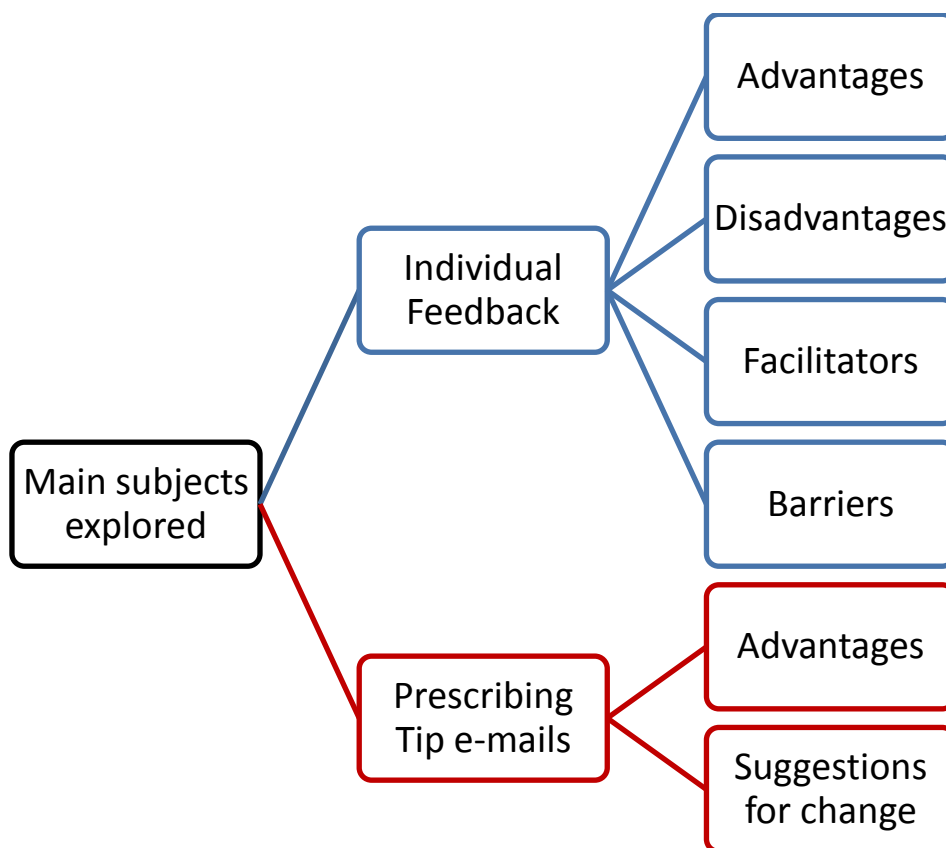 Main subjects
explored
Individual
Feedback
Advantages
Disadvantages
Facilitators
Barriers
Prescribing
Tip e-mails
Advantages
Suggestions
for change